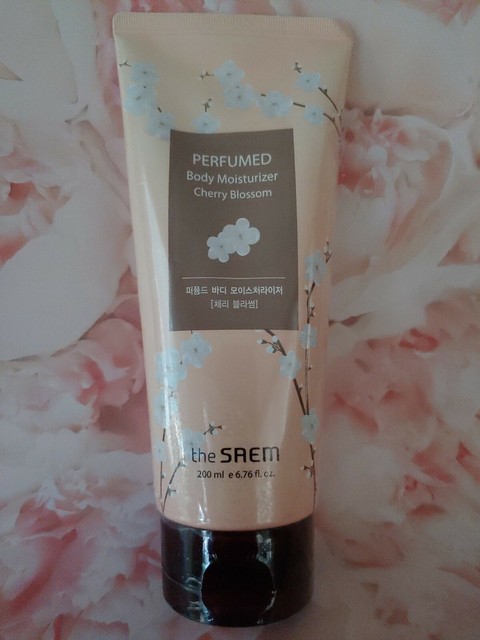 PERFUMED
Body Moisturizer
Cherry Blossom
퍼퓸드 바디 모이스처라이저
[체리 블라썸]
the SAEM
200 ml e 6.76 fl. oz.